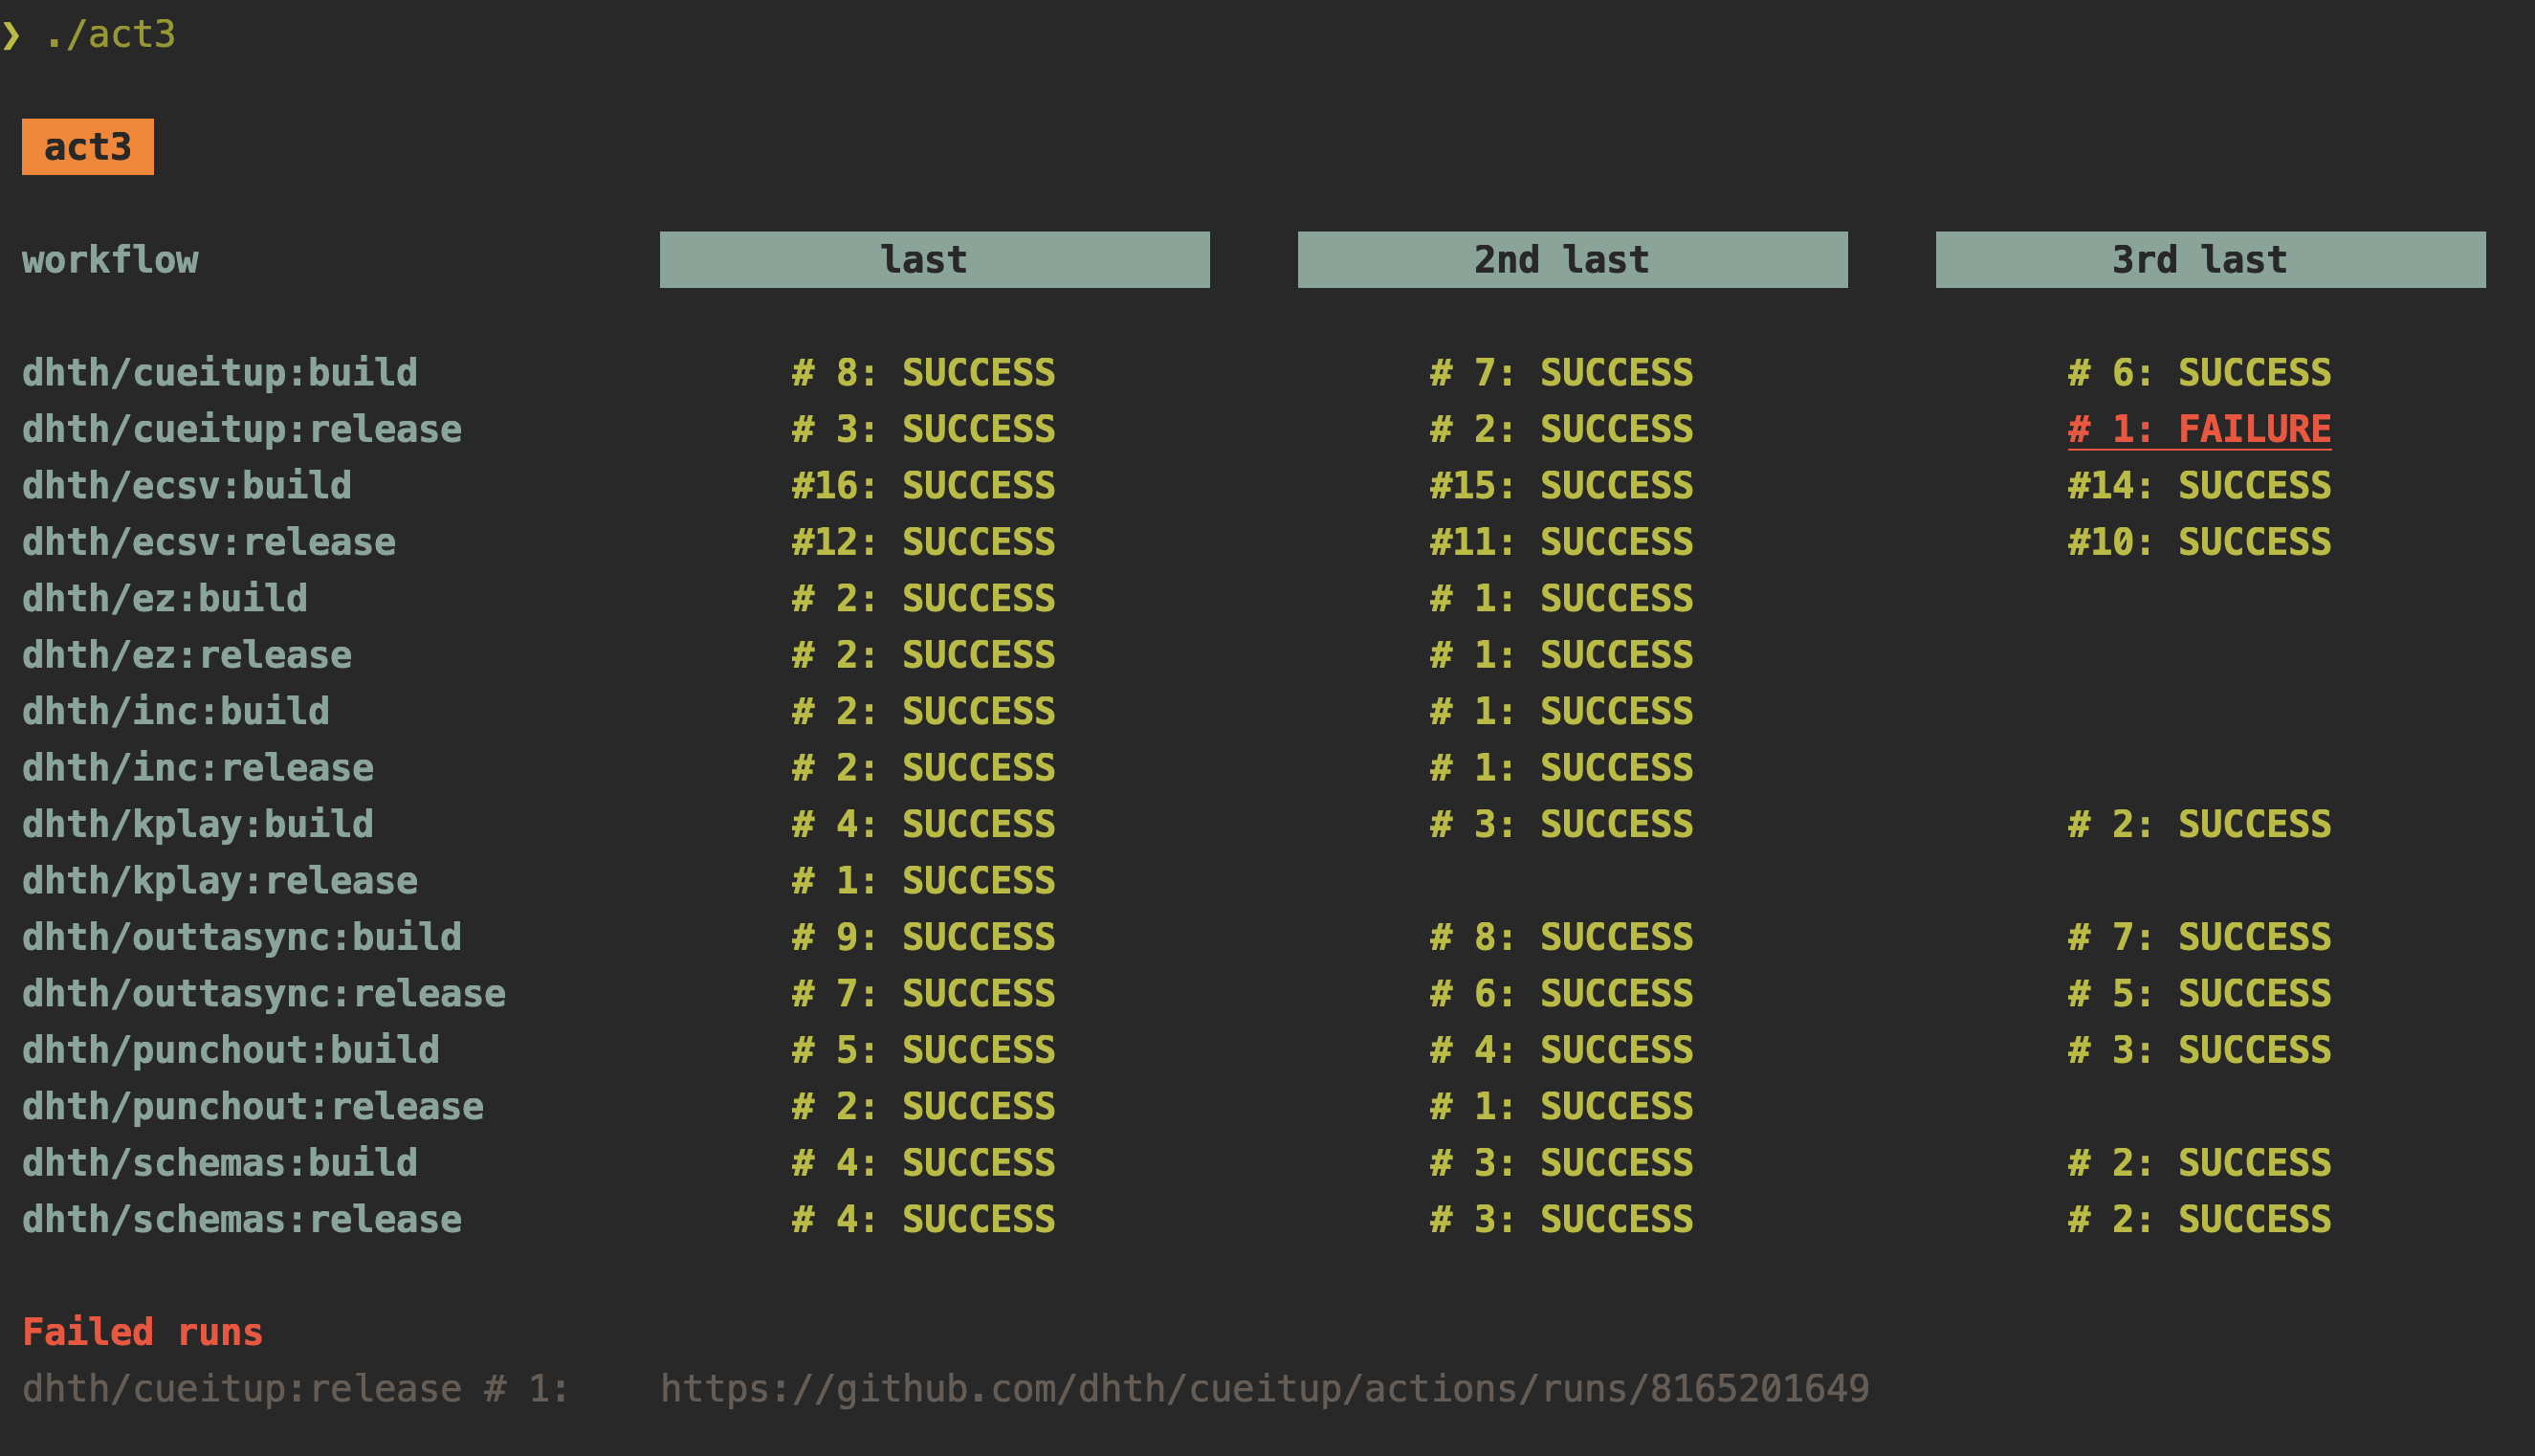 ❯ ./act3
act3
workflow last 2nd last 3rd last
dhth/cueitup:build # 8: SUCCESS # 7: SUCCESS # 6: SUCCESS
dhth/cueitup:release # 3: SUCCESS # 2: SUCCESS # 1: FAILURE
dhth/ecsv:build #16: SUCCESS #15: SUCCESS #14: SUCCESS
dhth/ecsv:release #12: SUCCESS #11: SUCCESS #10: SUCCESS
dhth/ez:build # 2: SUCCESS # 1: SUCCESS
dhth/ez:release # 2: SUCCESS # 1: SUCCESS
dhth/inc:build # 2: SUCCESS # 1: SUCCESS
dhth/inc:release # 2: SUCCESS # 1: SUCCESS
dhth/kplay:build # 4: SUCCESS # 3: SUCCESS # 2: SUCCESS
dhth/kplay:release # 1: SUCCESS
dhth/outtasync:build # 9: SUCCESS # 8: SUCCESS # 7: SUCCESS
dhth/outtasync:release # 7: SUCCESS # 6: SUCCESS # 5: SUCCESS
dhth/punchout:build # 5: SUCCESS # 4: SUCCESS # 3: SUCCESS
dhth/punchout:release # 2: SUCCESS # 1: SUCCESS
dhth/schemas:build # 4: SUCCESS # 3: SUCCESS # 2: SUCCESS
dhth/schemas:release # 4: SUCCESS # 3: SUCCESS # 2: SUCCESS
Failed runs
dhth/cueitup:release # 1: https://github.com/dhth/cueitup/actions/runs/8165201649